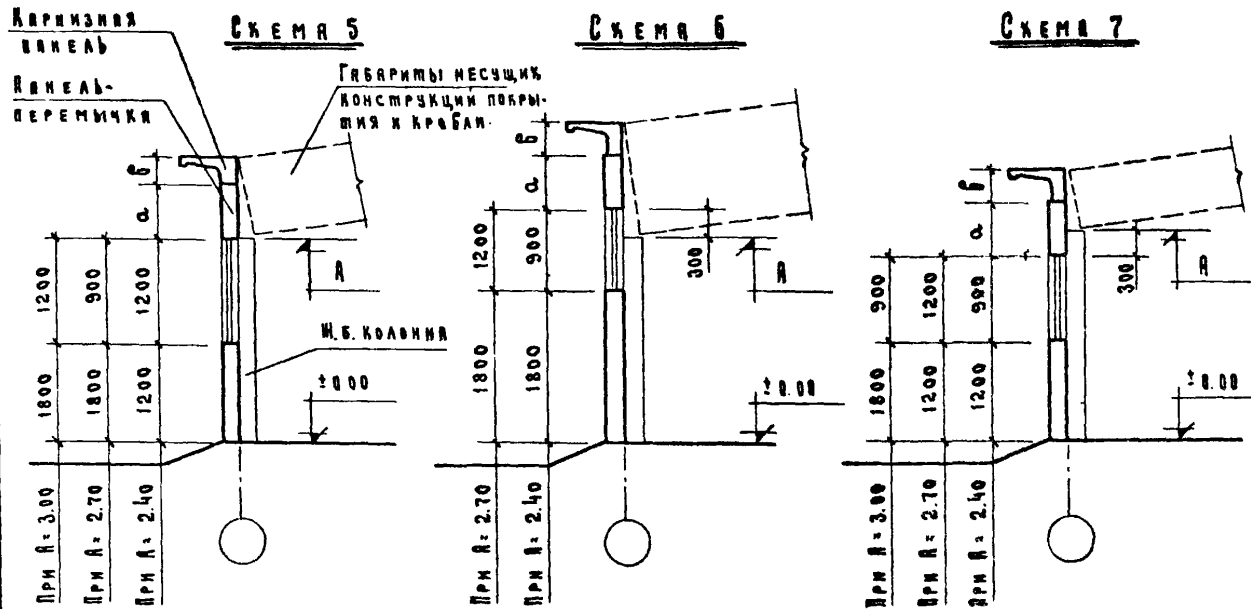 Карнизная
панель
Панель-
перемычка
Схема 5
Габариты несущих
конструкций покры-
тия и кровли.
в
а
1200
900
1200
А
Ж.б. колонна
±0.00
1800
1800
1200
При А = 3.00
При А = 2.70
При А = 2.40
Схема 6
в
а
1200
900
300
А
1800
1800
±0.00
При А = 2.70
При А = 2.40
Схема 7
в
а
900
1200
900
300
А
1800
1200
1200
±0.00
При А = 3.00
При А = 2.70
При А = 2.40